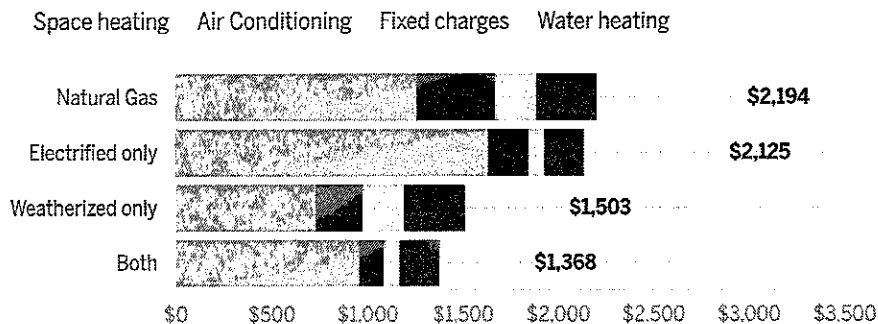 Space heating Air Conditioning Fixed charges Water heating
Natural Gas $2,194
Electrified only $2,125
Weatherized only $1,503
Both $1,368
$0 $500 $1,000 $1,500 $2,000 $2,500 $3,000 $3,500